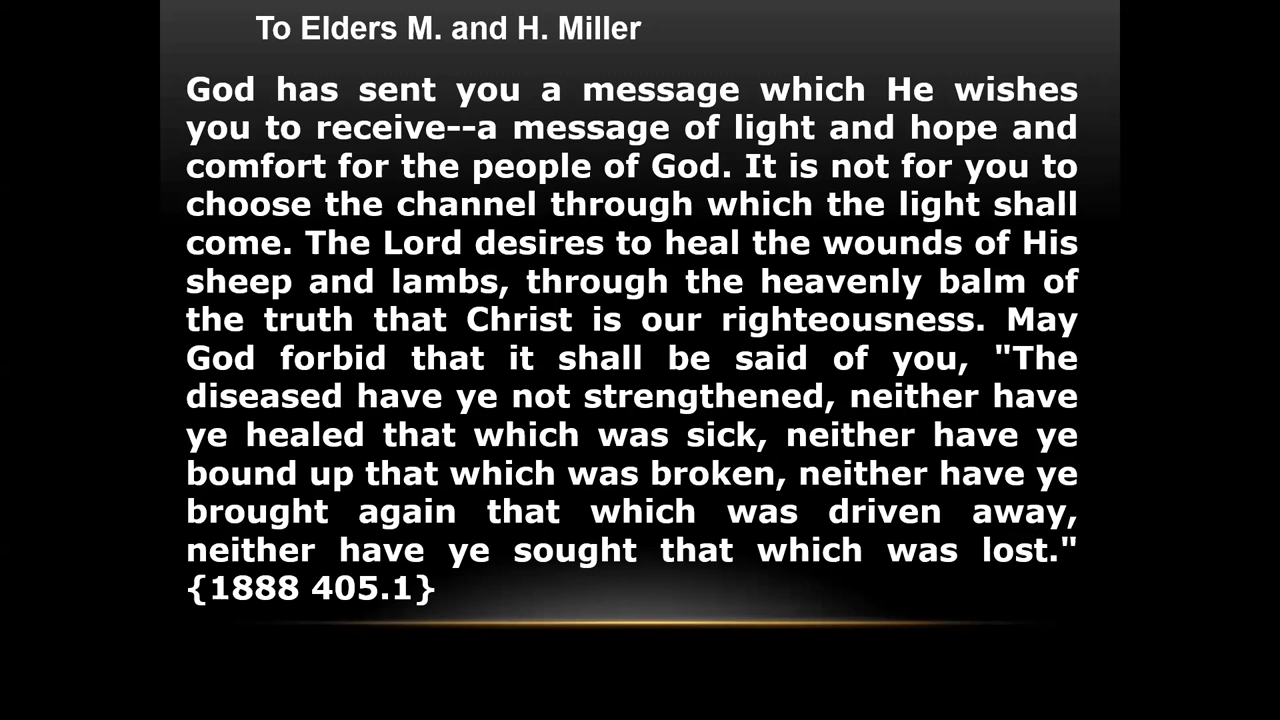 To Elders M. and H. Miller
God has sent you a message which He wishes
you to receive--a message of light and hope and
comfort for the people of God. It is not for you to
choose the channel through which the light shall
come. The Lord desires to heal the wounds of His
sheep and lambs, through the heavenly balm of
the truth that Christ is our righteousness. May
God forbid that it shall be said of you, "The
diseased have ye not strengthened, neither have
ye healed that which was sick, neither have ye
bound up that which was broken, neither have ye
brought again that which was driven away,
neither have ye sought that which was lost."
{1888 405.1}